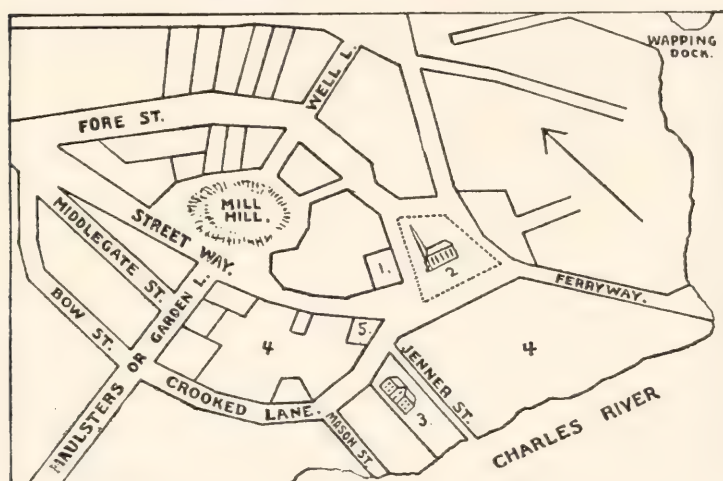 WAPPING
DOCK.
WELL L.
FORE ST.
MILL
HILL.
STREET WAY.
MIDDLEGATE ST.
1.
2
FERRYWAY.
BOW ST.
MAULSTERS OR GARDEN L.
4
5.
4
JENNER ST.
CROOKED LANE.
3.
MASON ST.
CHARLES RIVER